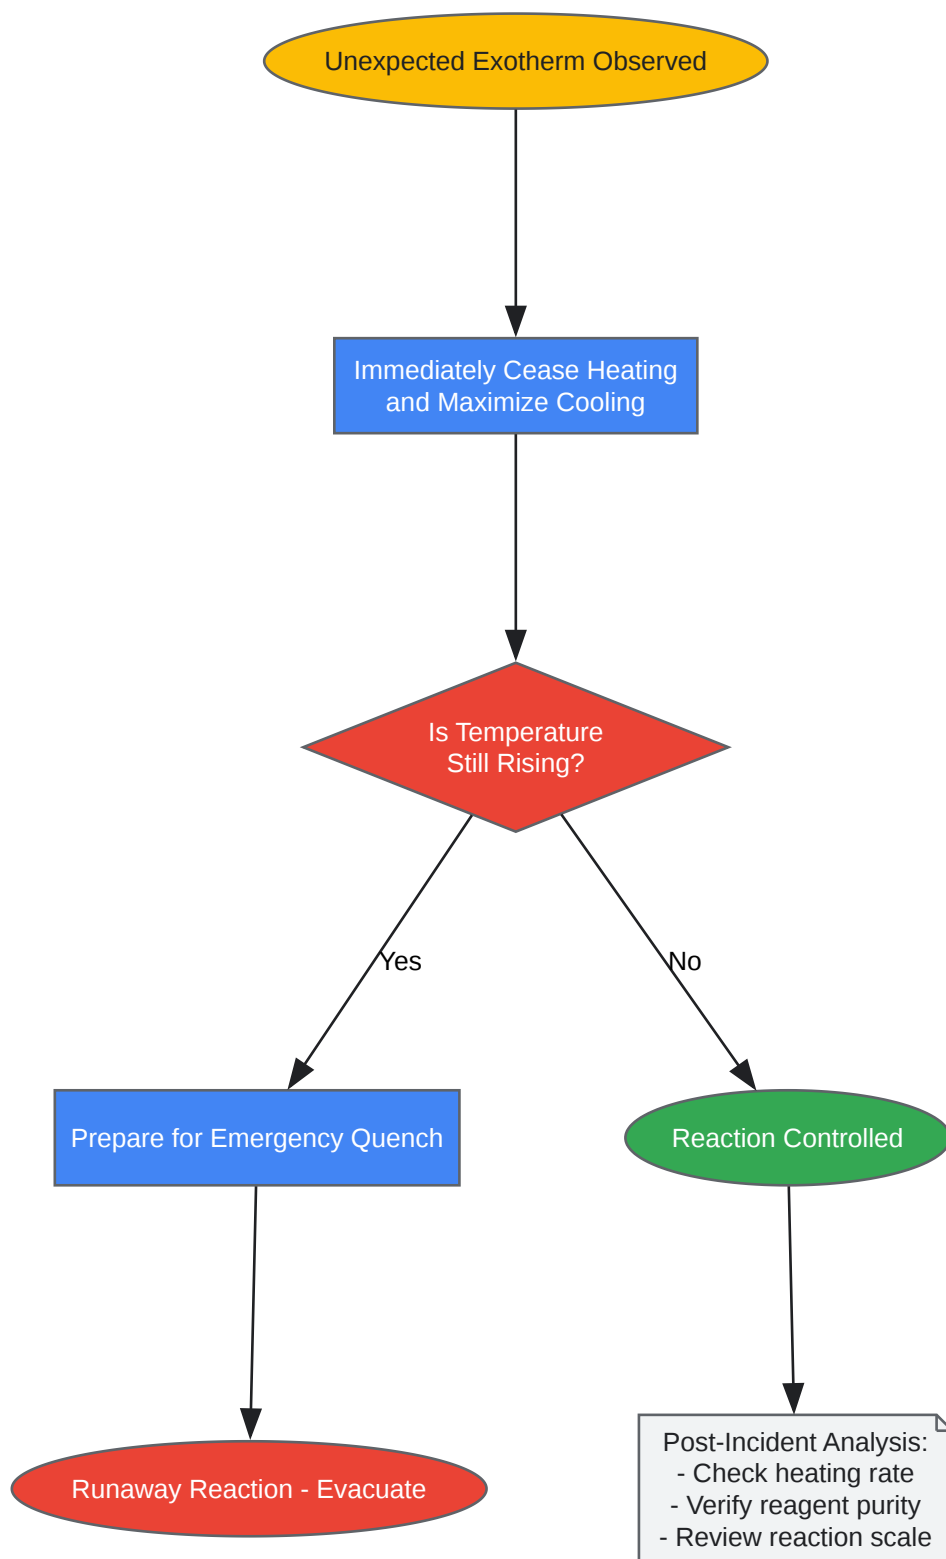 Unexpected Exotherm Observed
Immediately Cease Heating
and Maximize Cooling
Is Temperature
Still Rising?
Yes
No
Prepare for Emergency Quench
Reaction Controlled
Runaway Reaction - Evacuate
Post-Incident Analysis:
- Check heating rate
- Verify reagent purity
- Review reaction scale